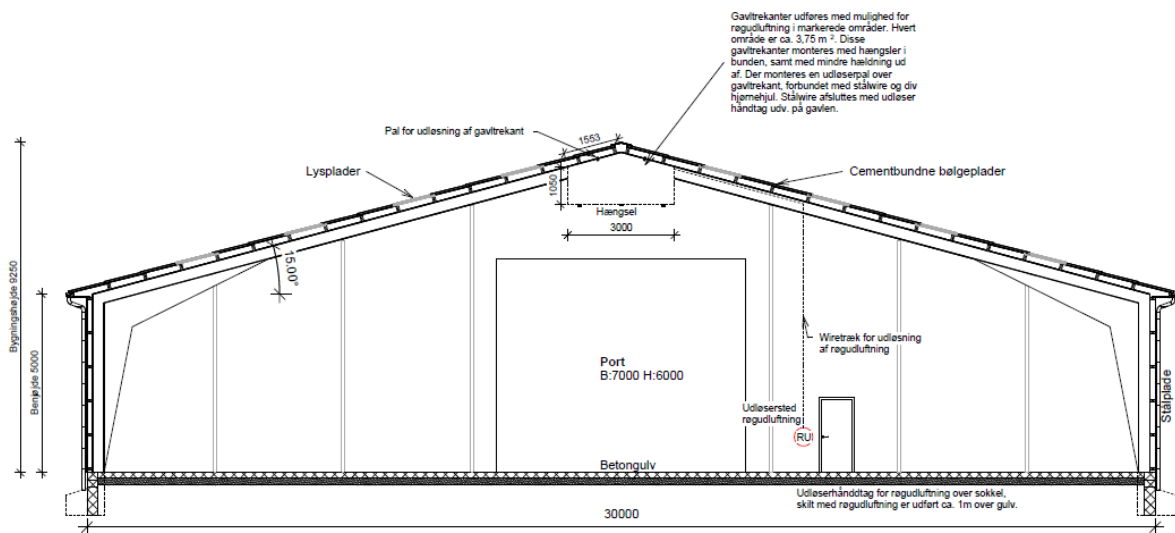 Gavltrekanter udføres med mulighed for
røgudluftning i markerede områder. Hvert
område er ca. 3,75 m ². Disse
gavltrekanter monteres med hængsler i
bunden, samt med mindre hældning ud
af. Der monteres en udløserpal over
gavltrekant, forbundet med stålwire og div
hjørnehjul. Stålwire afsluttes med udløser
håndtag udv. på gavlen.
Pal for udløsning af gavltrekant
1553
Lysplader
1050
Cementbundne bølgeplader
Hængsel
3000
15.00°
Bygningshøjde 9250
Benhøjde 5000
Wiretræk for udløsning
af røgudluftning
Port
B:7000 H:6000
Stålplade
Udløsersted
røgudluftning
RU
Betongulv
Udløserhånddtag for røgudluftning over sokkel,
skilt med røgudluftning er udført ca. 1m over gulv.
30000